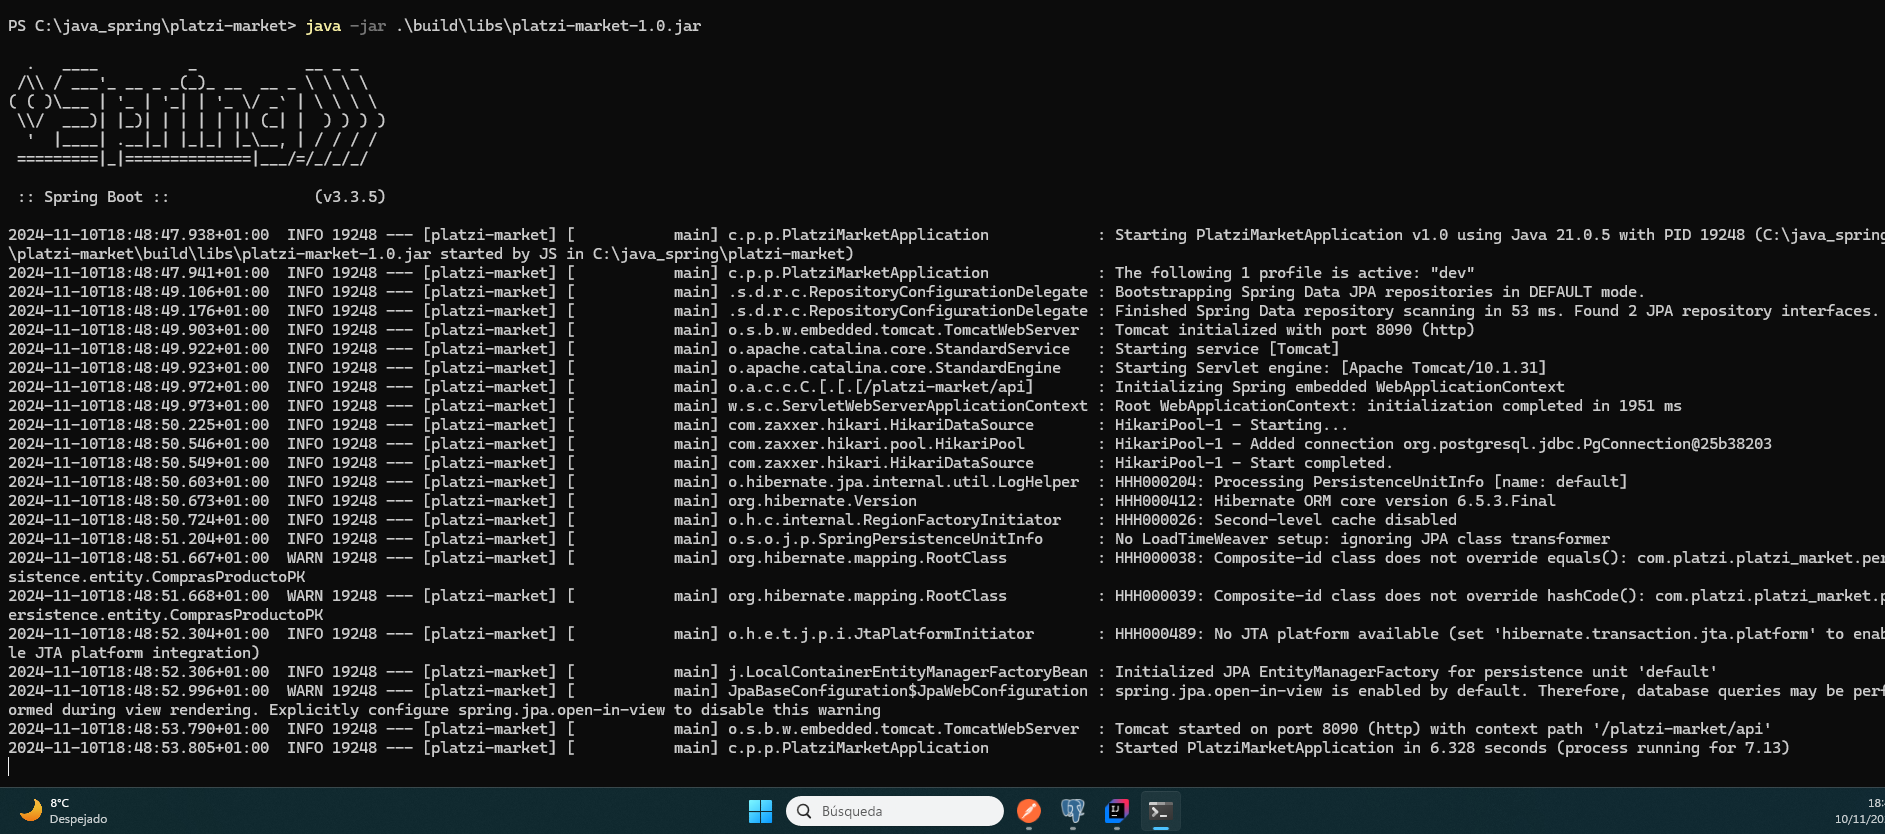 PS C:\java_spring\platzi-market> java -jar .\build\libs\platzi-market-1.0.jar
  .   ____          _            __ _ _
 /\\ / ___'_ __ _ _(_)_ __  __ _ \ \ \ \
( ( )\___ | '_ | '_| | '_ \/ _` | \ \ \ \
 \\/  ___)| |_)| | | | | || (_| |  ) ) ) )
  '  |____| .__|_| |_|_| |_\__, | / / / /
 =========|_|==============|___/=/_/_/_/
 :: Spring Boot ::                (v3.3.5)
2024-11-10T18:48:47.938+01:00  INFO 19248 --- [platzi-market] [           main] c.p.p.PlatziMarketApplication            : Starting PlatziMarketApplication v1.0 using Java 21.0.5 with PID 19248 (C:\java_spring
\platzi-market\build\libs\platzi-market-1.0.jar started by JS in C:\java_spring\platzi-market)
2024-11-10T18:48:47.941+01:00  INFO 19248 --- [platzi-market] [           main] c.p.p.PlatziMarketApplication            : The following 1 profile is active: "dev"
2024-11-10T18:48:49.106+01:00  INFO 19248 --- [platzi-market] [           main] .s.d.r.c.RepositoryConfigurationDelegate : Bootstrapping Spring Data JPA repositories in DEFAULT mode.
2024-11-10T18:48:49.176+01:00  INFO 19248 --- [platzi-market] [           main] .s.d.r.c.RepositoryConfigurationDelegate : Finished Spring Data repository scanning in 53 ms. Found 2 JPA repository interfaces.
2024-11-10T18:48:49.903+01:00  INFO 19248 --- [platzi-market] [           main] o.s.b.w.embedded.tomcat.TomcatWebServer  : Tomcat initialized with port 8090 (http)
2024-11-10T18:48:49.922+01:00  INFO 19248 --- [platzi-market] [           main] o.apache.catalina.core.StandardService   : Starting service [Tomcat]
2024-11-10T18:48:49.923+01:00  INFO 19248 --- [platzi-market] [           main] o.apache.catalina.core.StandardEngine    : Starting Servlet engine: [Apache Tomcat/10.1.31]
2024-11-10T18:48:49.972+01:00  INFO 19248 --- [platzi-market] [           main] o.a.c.c.C.[.[.[/platzi-market/api]       : Initializing Spring embedded WebApplicationContext
2024-11-10T18:48:49.973+01:00  INFO 19248 --- [platzi-market] [           main] w.s.c.ServletWebServerApplicationContext : Root WebApplicationContext: initialization completed in 1951 ms
2024-11-10T18:48:50.225+01:00  INFO 19248 --- [platzi-market] [           main] com.zaxxer.hikari.HikariDataSource       : HikariPool-1 - Starting...
2024-11-10T18:48:50.546+01:00  INFO 19248 --- [platzi-market] [           main] com.zaxxer.hikari.pool.HikariPool        : HikariPool-1 - Added connection org.postgresql.jdbc.PgConnection@25b38203
2024-11-10T18:48:50.549+01:00  INFO 19248 --- [platzi-market] [           main] com.zaxxer.hikari.HikariDataSource       : HikariPool-1 - Start completed.
2024-11-10T18:48:50.603+01:00  INFO 19248 --- [platzi-market] [           main] o.hibernate.jpa.internal.util.LogHelper  : HHH000204: Processing PersistenceUnitInfo [name: default]
2024-11-10T18:48:50.673+01:00  INFO 19248 --- [platzi-market] [           main] org.hibernate.Version                    : HHH000412: Hibernate ORM core version 6.5.3.Final
2024-11-10T18:48:50.724+01:00  INFO 19248 --- [platzi-market] [           main] o.h.c.internal.RegionFactoryInitiator    : HHH000026: Second-level cache disabled
2024-11-10T18:48:51.204+01:00  INFO 19248 --- [platzi-market] [           main] o.s.o.j.p.SpringPersistenceUnitInfo      : No LoadTimeWeaver setup: ignoring JPA class transformer
2024-11-10T18:48:51.667+01:00  WARN 19248 --- [platzi-market] [           main] org.hibernate.mapping.RootClass          : HHH000038: Composite-id class does not override equals(): com.platzi.platzi_market.per
sistence.entity.ComprasProductoPK
2024-11-10T18:48:51.668+01:00  WARN 19248 --- [platzi-market] [           main] org.hibernate.mapping.RootClass          : HHH000039: Composite-id class does not override hashCode(): com.platzi.platzi_market.p
ersistence.entity.ComprasProductoPK
2024-11-10T18:48:52.304+01:00  INFO 19248 --- [platzi-market] [           main] o.h.e.t.j.p.i.JtaPlatformInitiator       : HHH000489: No JTA platform available (set 'hibernate.transaction.jta.platform' to enab
le JTA platform integration)
2024-11-10T18:48:52.306+01:00  INFO 19248 --- [platzi-market] [           main] j.LocalContainerEntityManagerFactoryBean : Initialized JPA EntityManagerFactory for persistence unit 'default'
2024-11-10T18:48:52.996+01:00  WARN 19248 --- [platzi-market] [           main] JpaBaseConfiguration$JpaWebConfiguration : spring.jpa.open-in-view is enabled by default. Therefore, database queries may be perf
ormed during view rendering. Explicitly configure spring.jpa.open-in-view to disable this warning
2024-11-10T18:48:53.790+01:00  INFO 19248 --- [platzi-market] [           main] o.s.b.w.embedded.tomcat.TomcatWebServer  : Tomcat started on port 8090 (http) with context path '/platzi-market/api'
2024-11-10T18:48:53.805+01:00  INFO 19248 --- [platzi-market] [           main] c.p.p.PlatziMarketApplication            : Started PlatziMarketApplication in 6.328 seconds (process running for 7.13)
8°C
Despejado
Búsqueda
18:
10/11/20